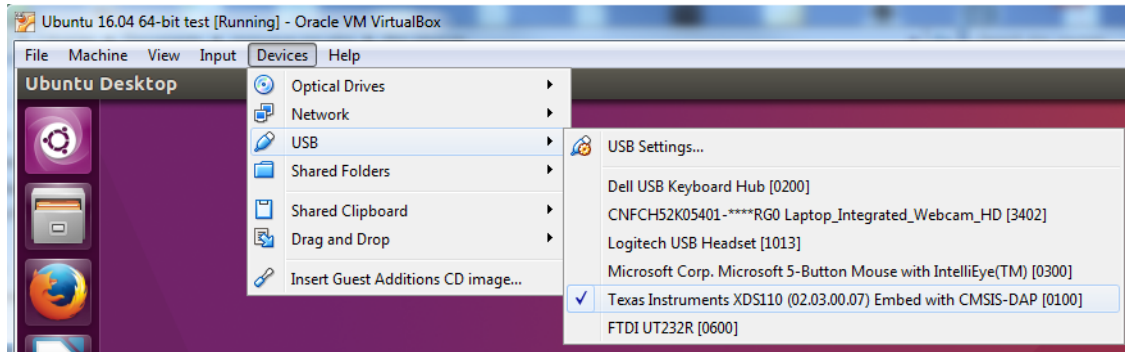 Ubuntu 16.04 64-bit test [Running] - Oracle VM VirtualBox
File Machine View Input Devices Help
Ubuntu Desktop
Optical Drives
Network
USB
Shared Folders
Shared Clipboard
Drag and Drop
Insert Guest Additions CD image...
USB Settings...
Dell USB Keyboard Hub [0200]
CNFCH52K05401-****RG0 Laptop_Integrated_Webcam_HD [3402]
Logitech USB Headset [1013]
Microsoft Corp. Microsoft 5-Button Mouse with IntelliEye(TM) [0300]
Texas Instruments XDS110 (02.03.00.07) Embed with CMSIS-DAP [0100]
FTDI UT232R [0600]